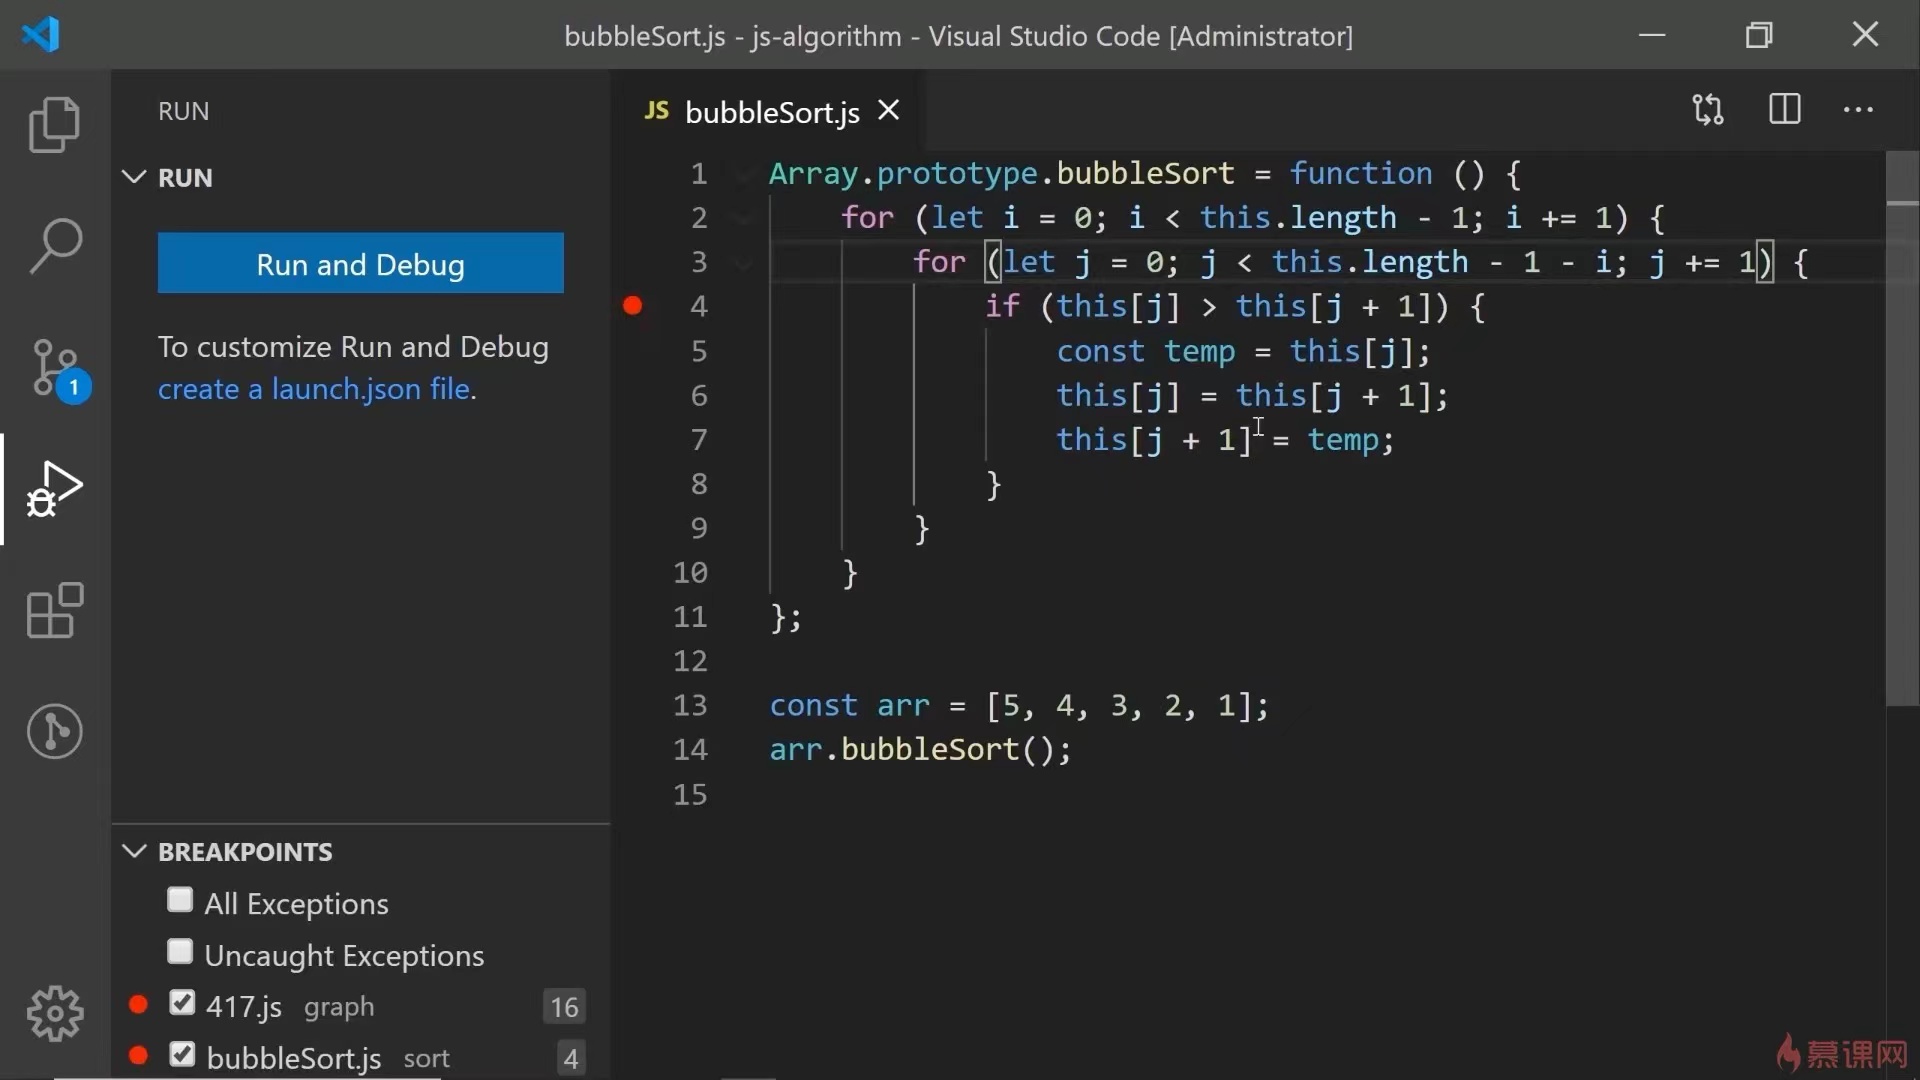 bubbleSort.js - js-algorithm - Visual Studio Code [Administrator]
RUN
RUN
Run and Debug
To customize Run and Debug
create a launch.json file.
1
BREAKPOINTS
All Exceptions
Uncaught Exceptions
417.js graph 16
bubbleSort.js sort 4
JS bubbleSort.js
1 Array.prototype.bubbleSort = function () {
2 for (let i = 0; i < this.length - 1; i += 1) {
3 for (let j = 0; j < this.length - 1 - i; j += 1) {
4 if (this[j] > this[j + 1]) {
5 const temp = this[j];
6 this[j] = this[j + 1];
7 this[j + 1] = temp;
8 }
9 }
10 }
11 };
12
13 const arr = [5, 4, 3, 2, 1];
14 arr.bubbleSort();
15
慕课网